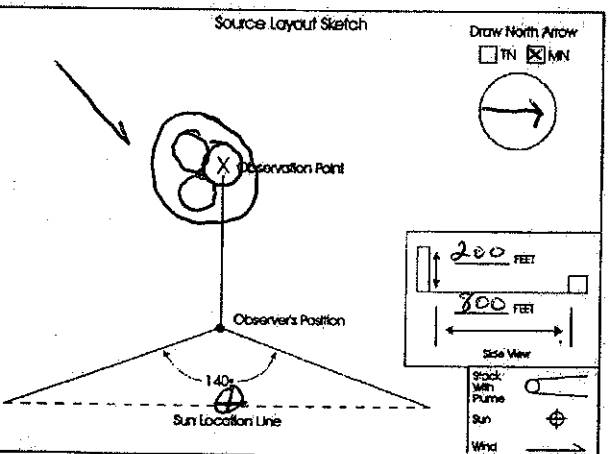 Source Layout Sketch
Draw North Arrow
TN X MN
X Observation Point
200 FEET
800 FEET
Observer's Position
Side View
140°
Sun Location Line
Stack
With
Plume
Sun
Wind